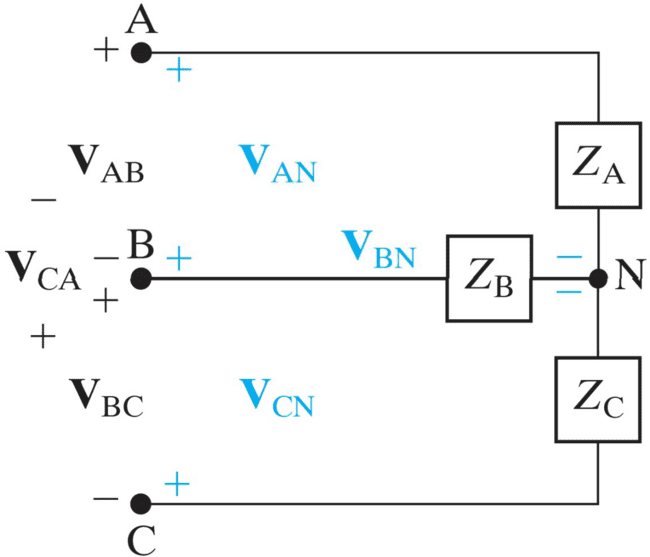 A
+ +
V_AB V_AN Z_A
−
B
− + V_BN Z_B − N
V_CA
+ −
+
V_BC V_CN Z_C
− +
C